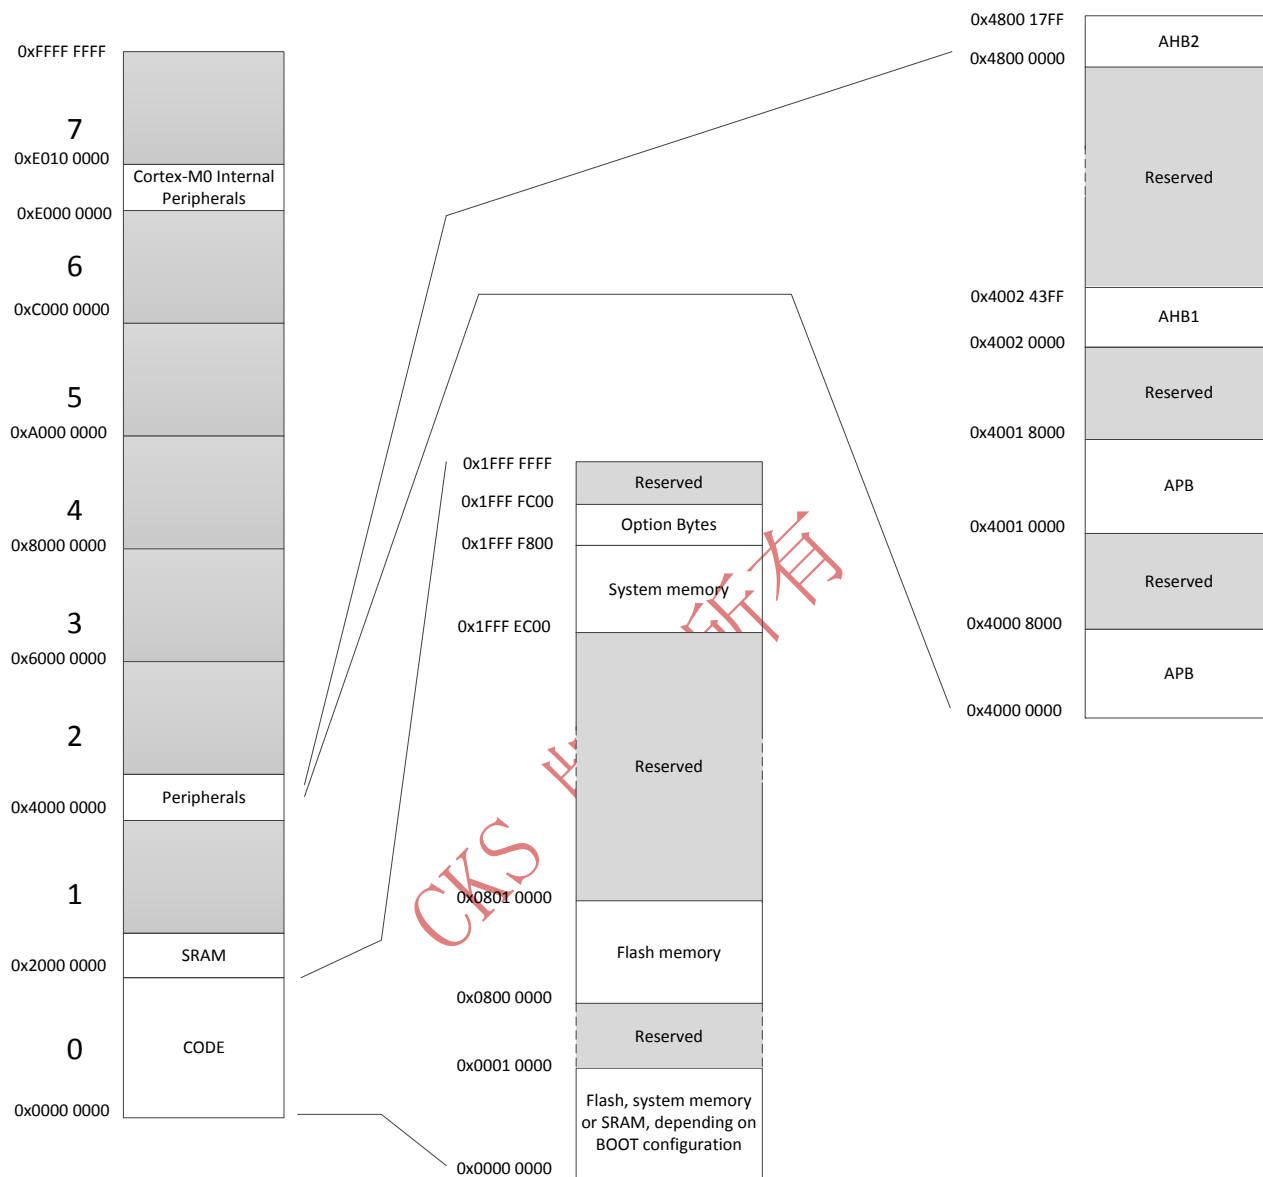 0xFFFF FFFF
7
0xE010 0000
Cortex-M0 Internal
Peripherals
0xE000 0000
6
0xC000 0000
5
0xA000 0000
4
0x8000 0000
3
0x6000 0000
2
Peripherals
0x4000 0000
1
SRAM
0x2000 0000
0
CODE
0x0000 0000
0x1FFF FFFF
Reserved
0x1FFF FC00
Option Bytes
0x1FFF F800
System memory
0x1FFF EC00
Reserved
0x0801 0000
Flash memory
0x0800 0000
Reserved
0x0001 0000
Flash, system memory
or SRAM, depending on
BOOT configuration
0x0000 0000
0x4800 17FF
AHB2
0x4800 0000
Reserved
0x4002 43FF
AHB1
0x4002 0000
Reserved
0x4001 8000
APB
0x4001 0000
Reserved
0x4000 8000
APB
0x4000 0000
CKS 所有